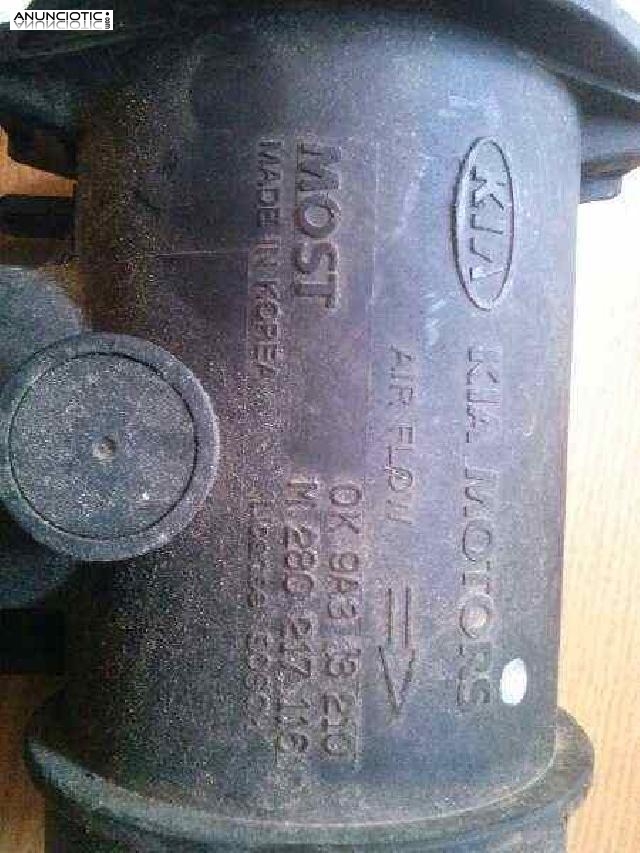 ANUNCIOTIC
KIA KIA MOTORS
AIR FLOW
MOST 0K 9A3 13 210
M 280 217 116
MADE IN KOREA